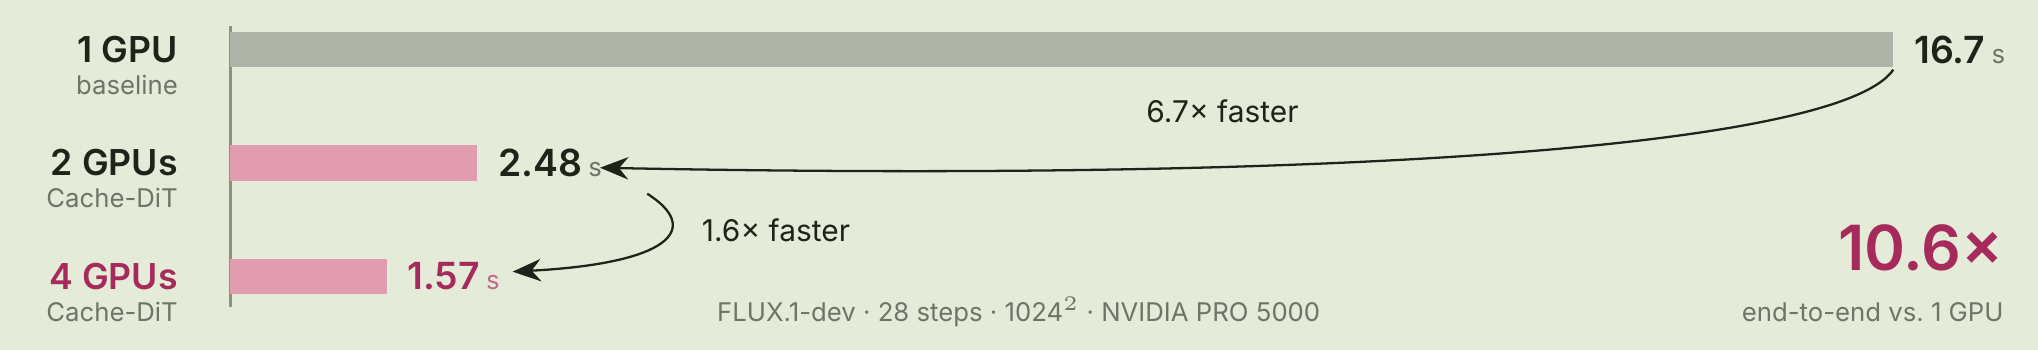 1 GPU
baseline
16.7 s
6.7× faster
2 GPUs
Cache-DiT
2.48 s
1.6× faster
4 GPUs
Cache-DiT
1.57 s
10.6×
end-to-end vs. 1 GPU
FLUX.1-dev · 28 steps · 1024² · NVIDIA PRO 5000